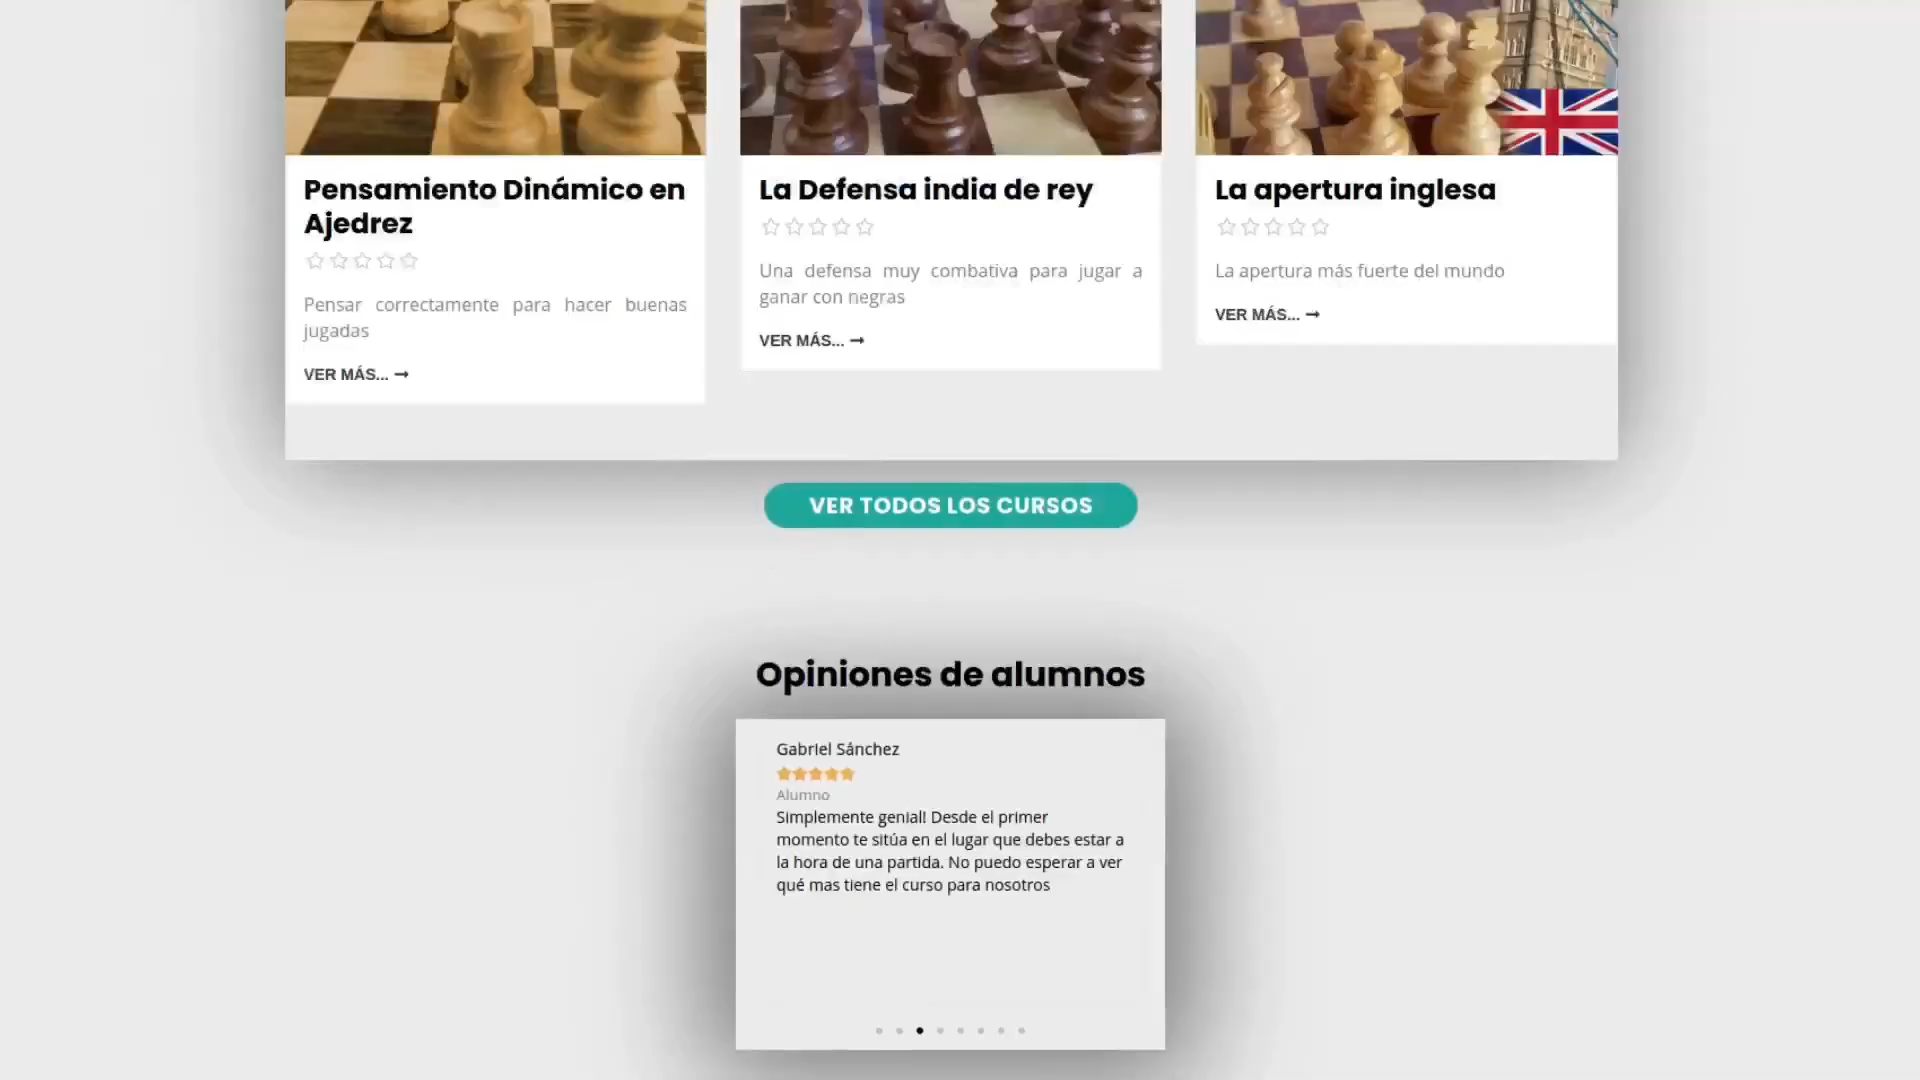 Pensamiento Dinámico en
Ajedrez
Pensar correctamente para hacer buenas
jugadas
VER MÁS...
La Defensa india de rey
Una defensa muy combativa para jugar a
ganar con negras
VER MÁS...
La apertura inglesa
La apertura más fuerte del mundo
VER MÁS...
VER TODOS LOS CURSOS
Opiniones de alumnos
Gabriel Sánchez
Alumno
Simplemente genial! Desde el primer
momento te sitúa en el lugar que debes estar a
la hora de una partida. No puedo esperar a ver
qué mas tiene el curso para nosotros